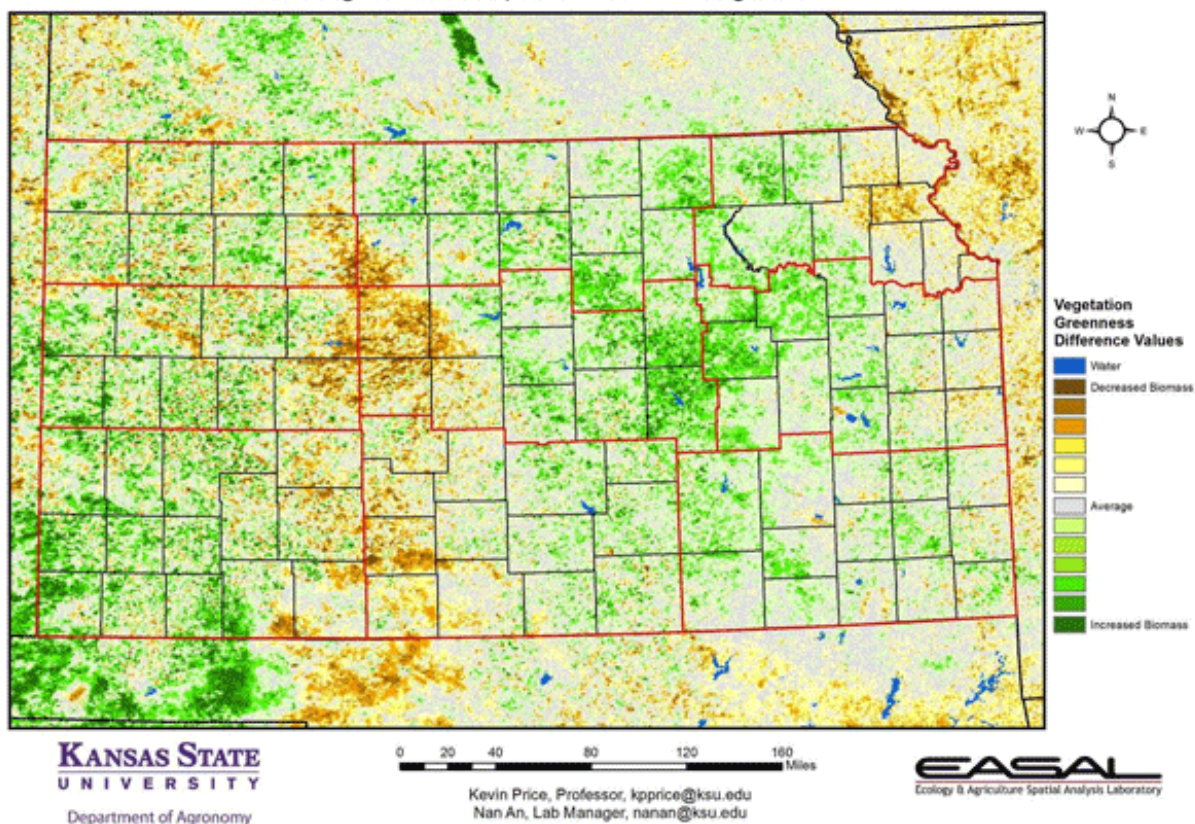 N
W E
S
Vegetation
Greenness
Difference Values
Water
Decreased Biomass
Average
Increased Biomass
KANSAS STATE
UNIVERSITY
Department of Agronomy
0 20 40 80 120 160
Miles
Kevin Price, Professor, kpprice@ksu.edu
Nan An, Lab Manager, nanan@ksu.edu
EASAL
Ecology & Agriculture Spatial Analysis Laboratory